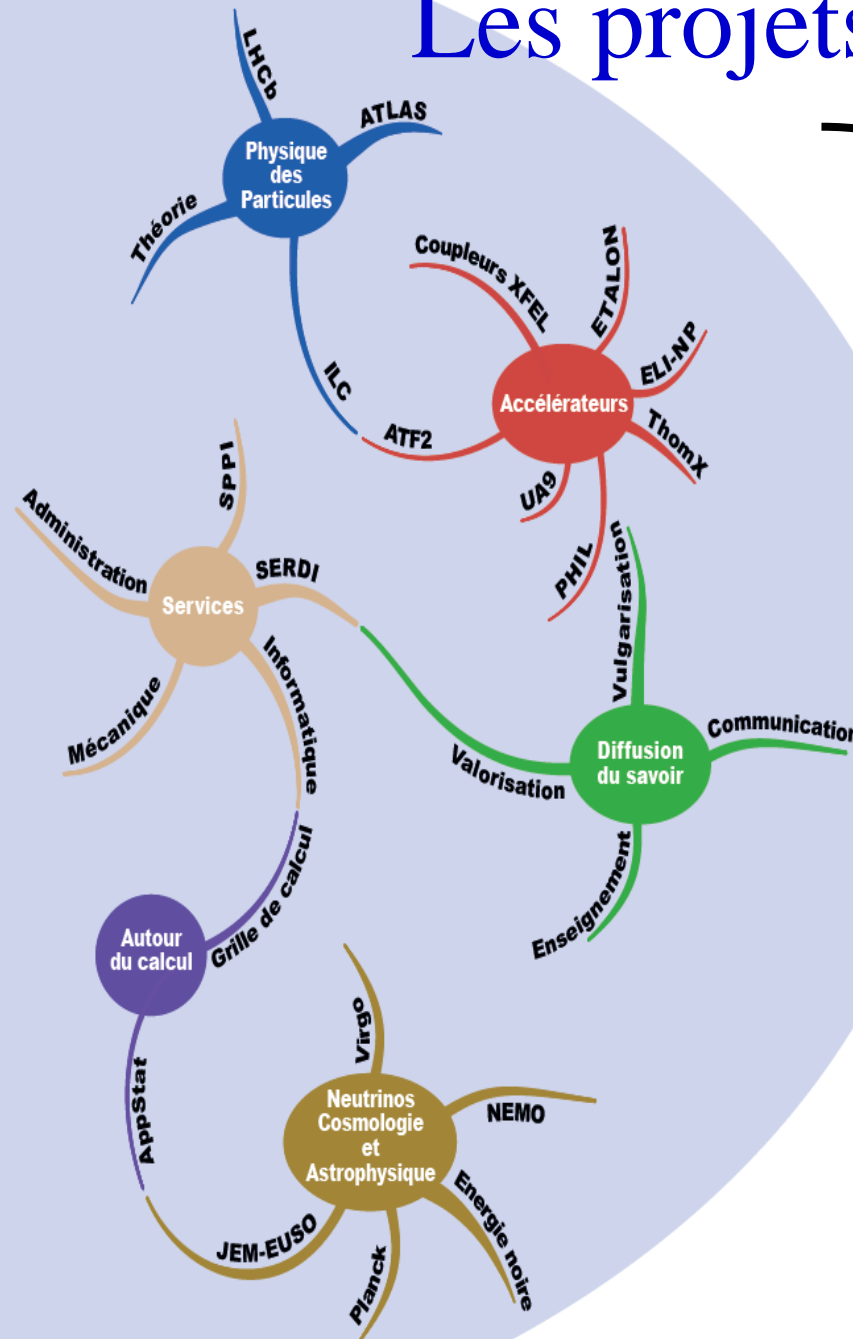 Les projets
LHCb
ATLAS
Physique
des
Particules
Théorie
ILC
Coupleurs XFEL
ETALON
ELI-NP
Accélérateurs
ThomX
ATF2
UA9
PHIL
SPPI
Administration
SERDI
Services
Informatique
Mécanique
Vulgarisation
Communication
Diffusion
du savoir
Valorisation
Enseignement
Grille de calcul
Autour
du calcul
AppStat
Virgo
NEMO
Neutrinos
Cosmologie
et
Astrophysique
Energie noire
JEM-EUSO
Planck